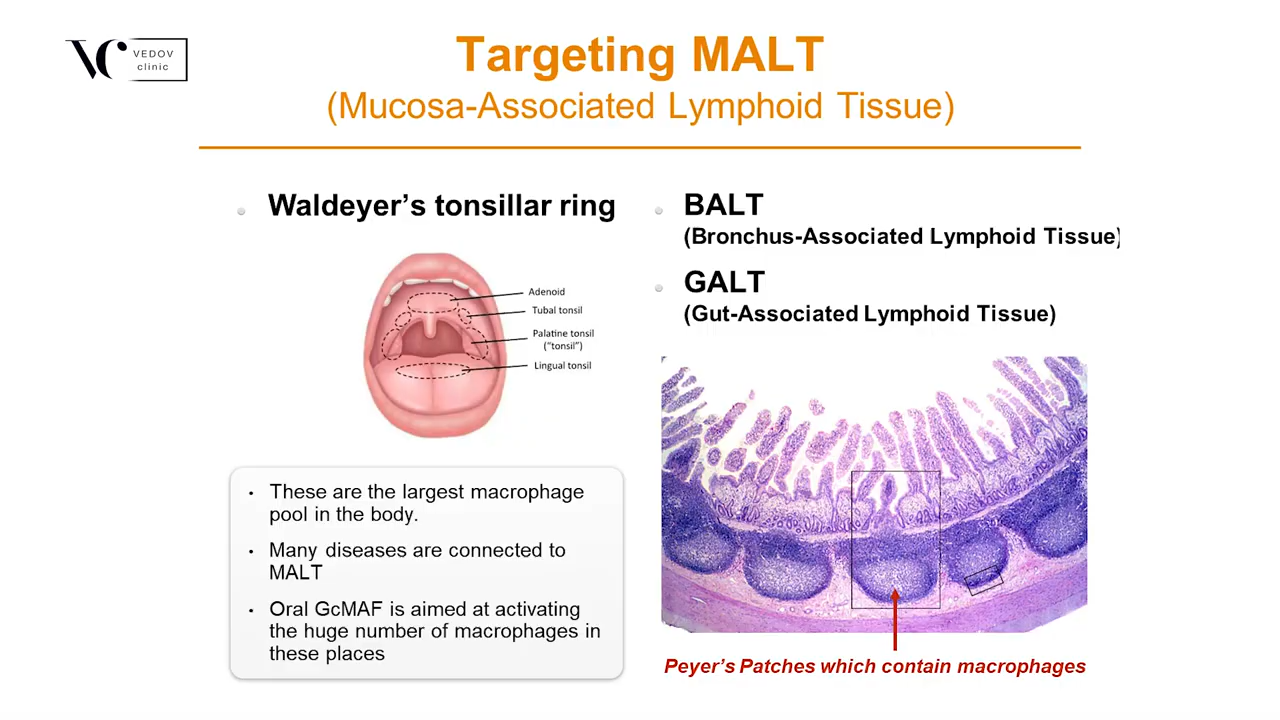 VC
VEDOV
clinic
Targeting MALT
(Mucosa-Associated Lymphoid Tissue)
• Waldeyer's tonsillar ring
Adenoid
Tubal tonsil
Palatine tonsil
("tonsil")
Lingual tonsil
• These are the largest macrophage
pool in the body.
• Many diseases are connected to
MALT
• Oral GcMAF is aimed at activating
the huge number of macrophages in
these places
• BALT
(Bronchus-Associated Lymphoid Tissue)
• GALT
(Gut-Associated Lymphoid Tissue)
Peyer's Patches which contain macrophages